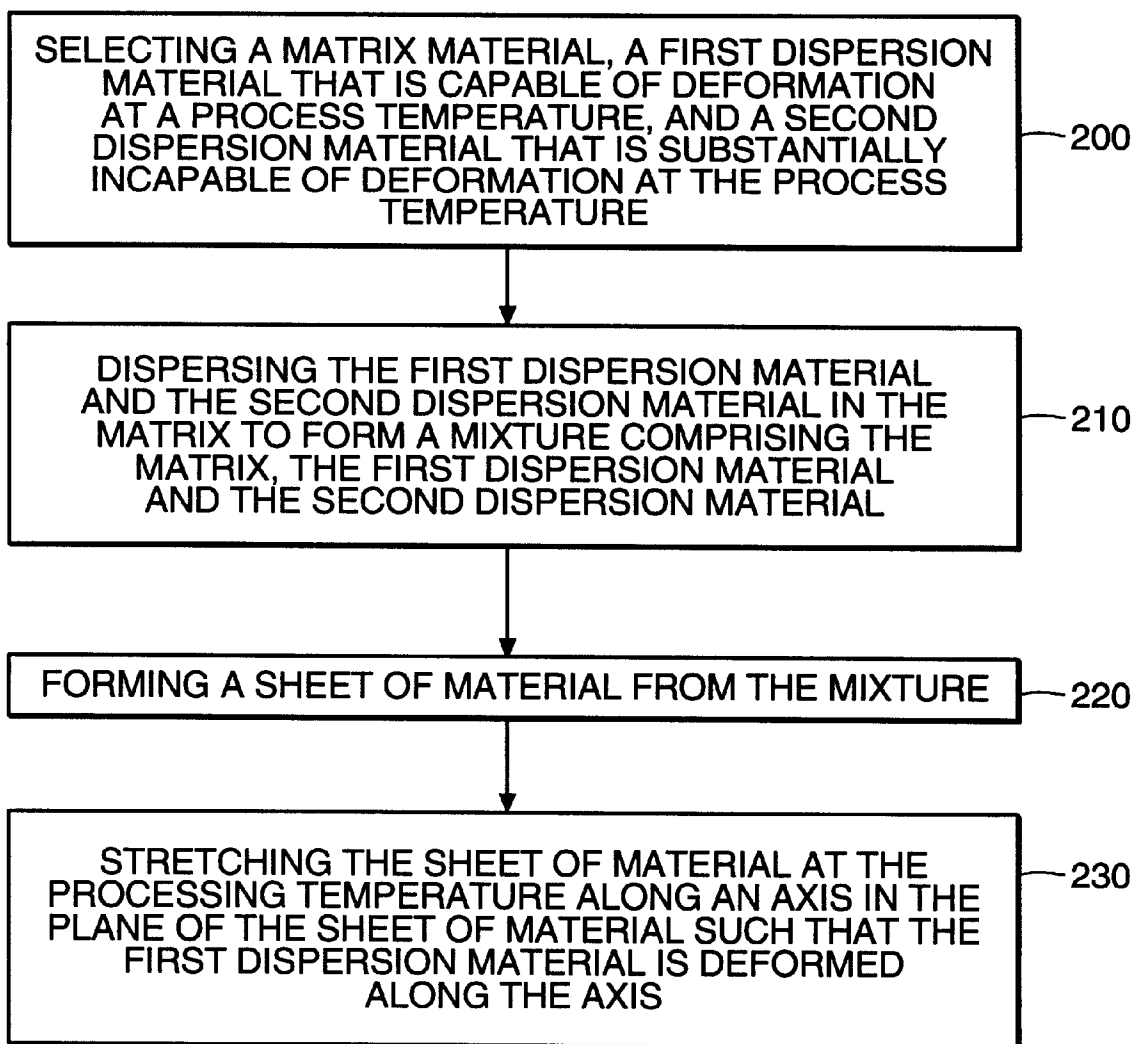 SELECTING A MATRIX MATERIAL, A FIRST DISPERSION
MATERIAL THAT IS CAPABLE OF DEFORMATION
AT A PROCESS TEMPERATURE, AND A SECOND
DISPERSION MATERIAL THAT IS SUBSTANTIALLY
INCAPABLE OF DEFORMATION AT THE PROCESS
TEMPERATURE
200
DISPERSING THE FIRST DISPERSION MATERIAL
AND THE SECOND DISPERSION MATERIAL IN THE
MATRIX TO FORM A MIXTURE COMPRISING THE
MATRIX, THE FIRST DISPERSION MATERIAL
AND THE SECOND DISPERSION MATERIAL
210
FORMING A SHEET OF MATERIAL FROM THE MIXTURE
220
STRETCHING THE SHEET OF MATERIAL AT THE
PROCESSING TEMPERATURE ALONG AN AXIS IN THE
PLANE OF THE SHEET OF MATERIAL SUCH THAT THE
FIRST DISPERSION MATERIAL IS DEFORMED
ALONG THE AXIS
230